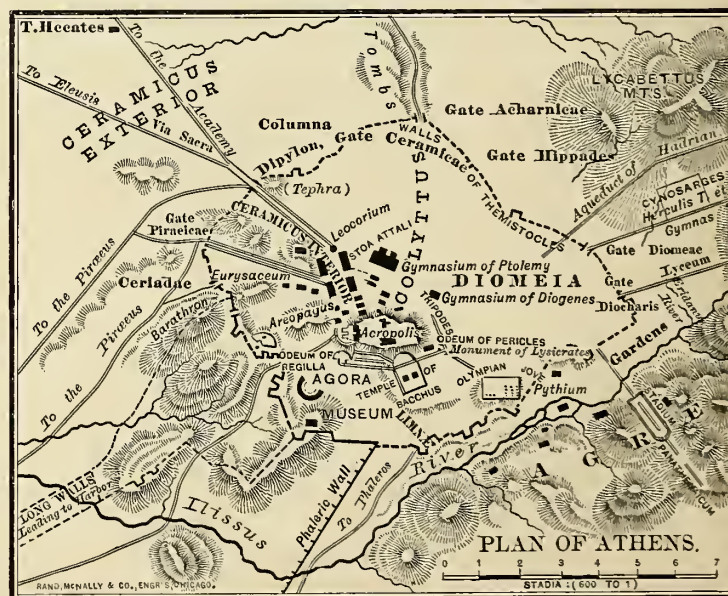 T. Hecates
To the Academy
To Eleusia
Via Sacra
CERAMICUS EXTERIOR
Tombs
LYCABETTUS MTS.
Columna
Gate Acharnicae
Dipylon, Gate Ceramicae
Gate Hippades
WALLS OF THEMISTOCLES
Aqueduct of Hadrian
(Tephra)
CYNOSARGES
Herculis
Gymnas
Gate Piraeicae
CERAMICUS INTERIOR
Leocorium
STOA ATTALI
Gate Diomeae
Lyceum
To the Piraeus
Ceriadae
Eurysaceum
Gymnasium of Ptolemy
DIOMEIA
Gymnasium of Diogenes
Gate Diocharis
River
Gardens
Barathron
Areopagus
Acropolis
TRIPODES
ODEUM OF PERICLES
Monument of Lysicrates
To the Piraeus
ODEUM OF REGILLA
AGORA
TEMPLE OF BACCHUS
OLYMPIAN
JOVE
Pythium
MUSEUM
LIMNE
STADIUM
AGRE
LONG WALLS
Leading to Harbor
Ilissus
River
Phaleric Wall
To Phaleros
PLAN OF ATHENS.
0 1 2 3 4 5 6 7
STADIA : (600 TO 1)
RAND, MCNALLY & CO., ENGR'S, CHICAGO.